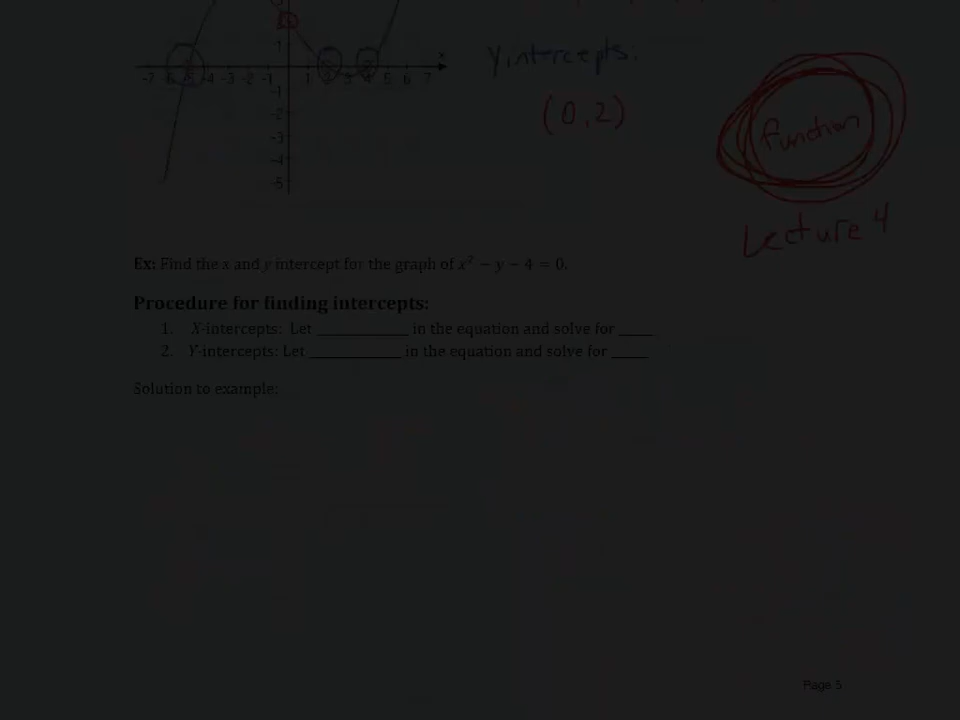 1
x
-7 -6 -5 -4 -3 -2 -1 1 2 3 4 5 6 7
-1
-2
-3
-4
-5
y intercepts:
(0,2)
function
Lecture 4
Ex: Find the x and y intercept for the graph of x² − y − 4 = 0.
Procedure for finding intercepts:
1. X-intercepts: Let ___________ in the equation and solve for ____
2. Y-intercepts: Let ___________ in the equation and solve for ____
Solution to example:
Page 5